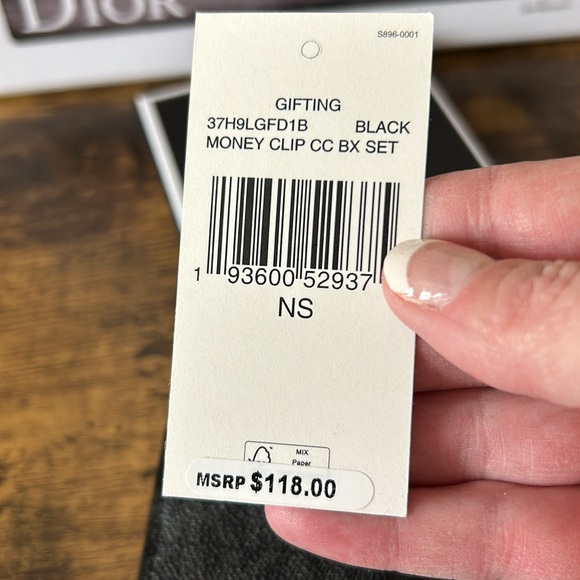 DIOR
S896-0001
GIFTING
37H9LGFD1B BLACK
MONEY CLIP CC BX SET
1 93600 52937
NS
MIX
Paper
MSRP $118.00